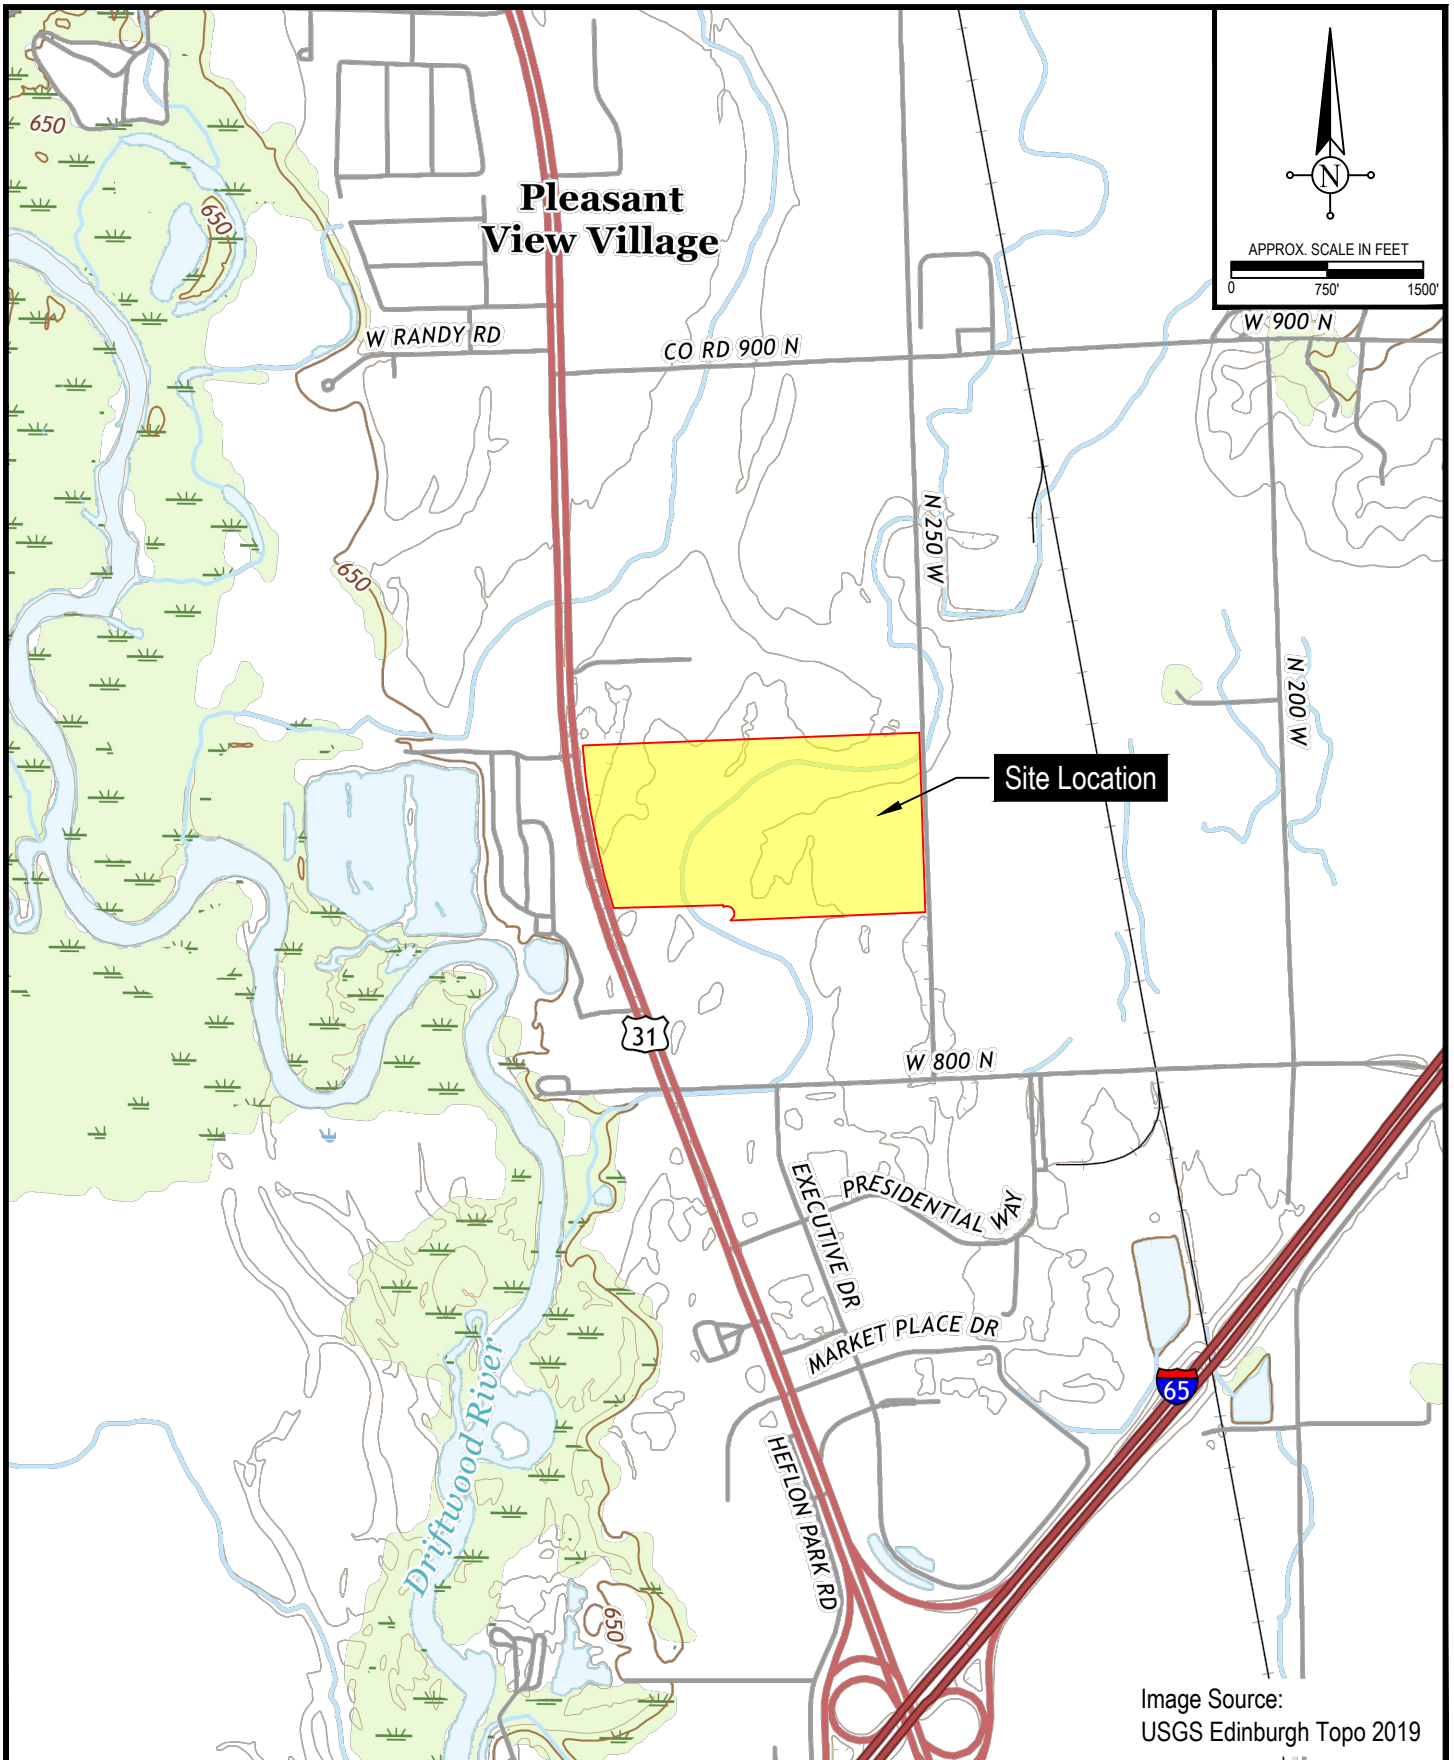 650
650
Pleasant
View Village
N
APPROX. SCALE IN FEET
0 750' 1500'
W RANDY RD
CO RD 900 N
W 900 N
N 250 W
650
N 200 W
Site Location
31
W 800 N
EXECUTIVE DR
PRESIDENTIAL WAY
MARKET PLACE DR
65
Driftwood River
HEFLON PARK RD
650
Image Source:
USGS Edinburgh Topo 2019